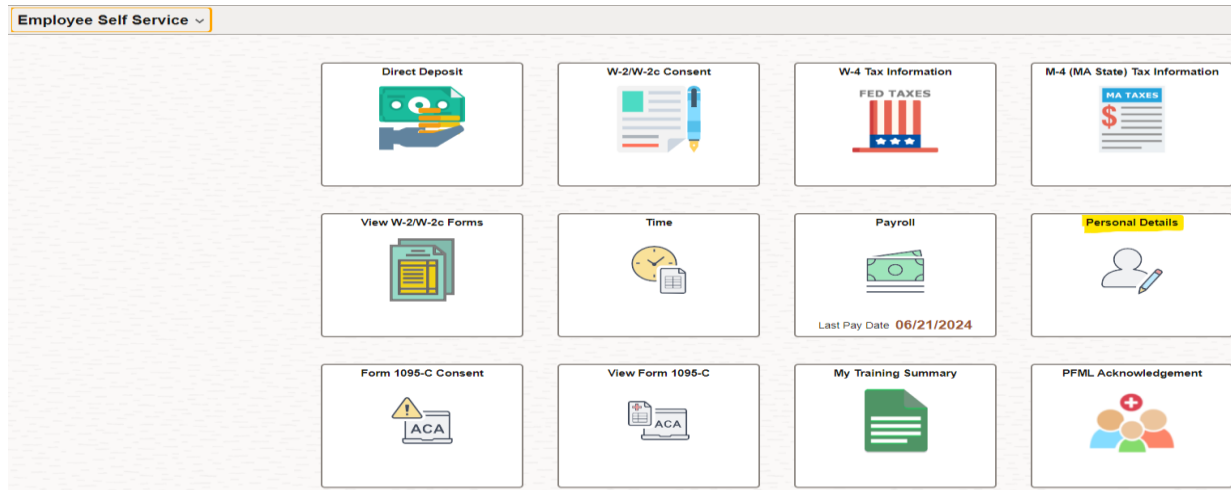 Employee Self Service
Direct Deposit
W-2/W-2c Consent
W-4 Tax Information
FED TAXES
M-4 (MA State) Tax Information
MA TAXES
$
View W-2/W-2c Forms
Time
Payroll
Last Pay Date 06/21/2024
Personal Details
Form 1095-C Consent
ACA
View Form 1095-C
ACA
My Training Summary
PFML Acknowledgement